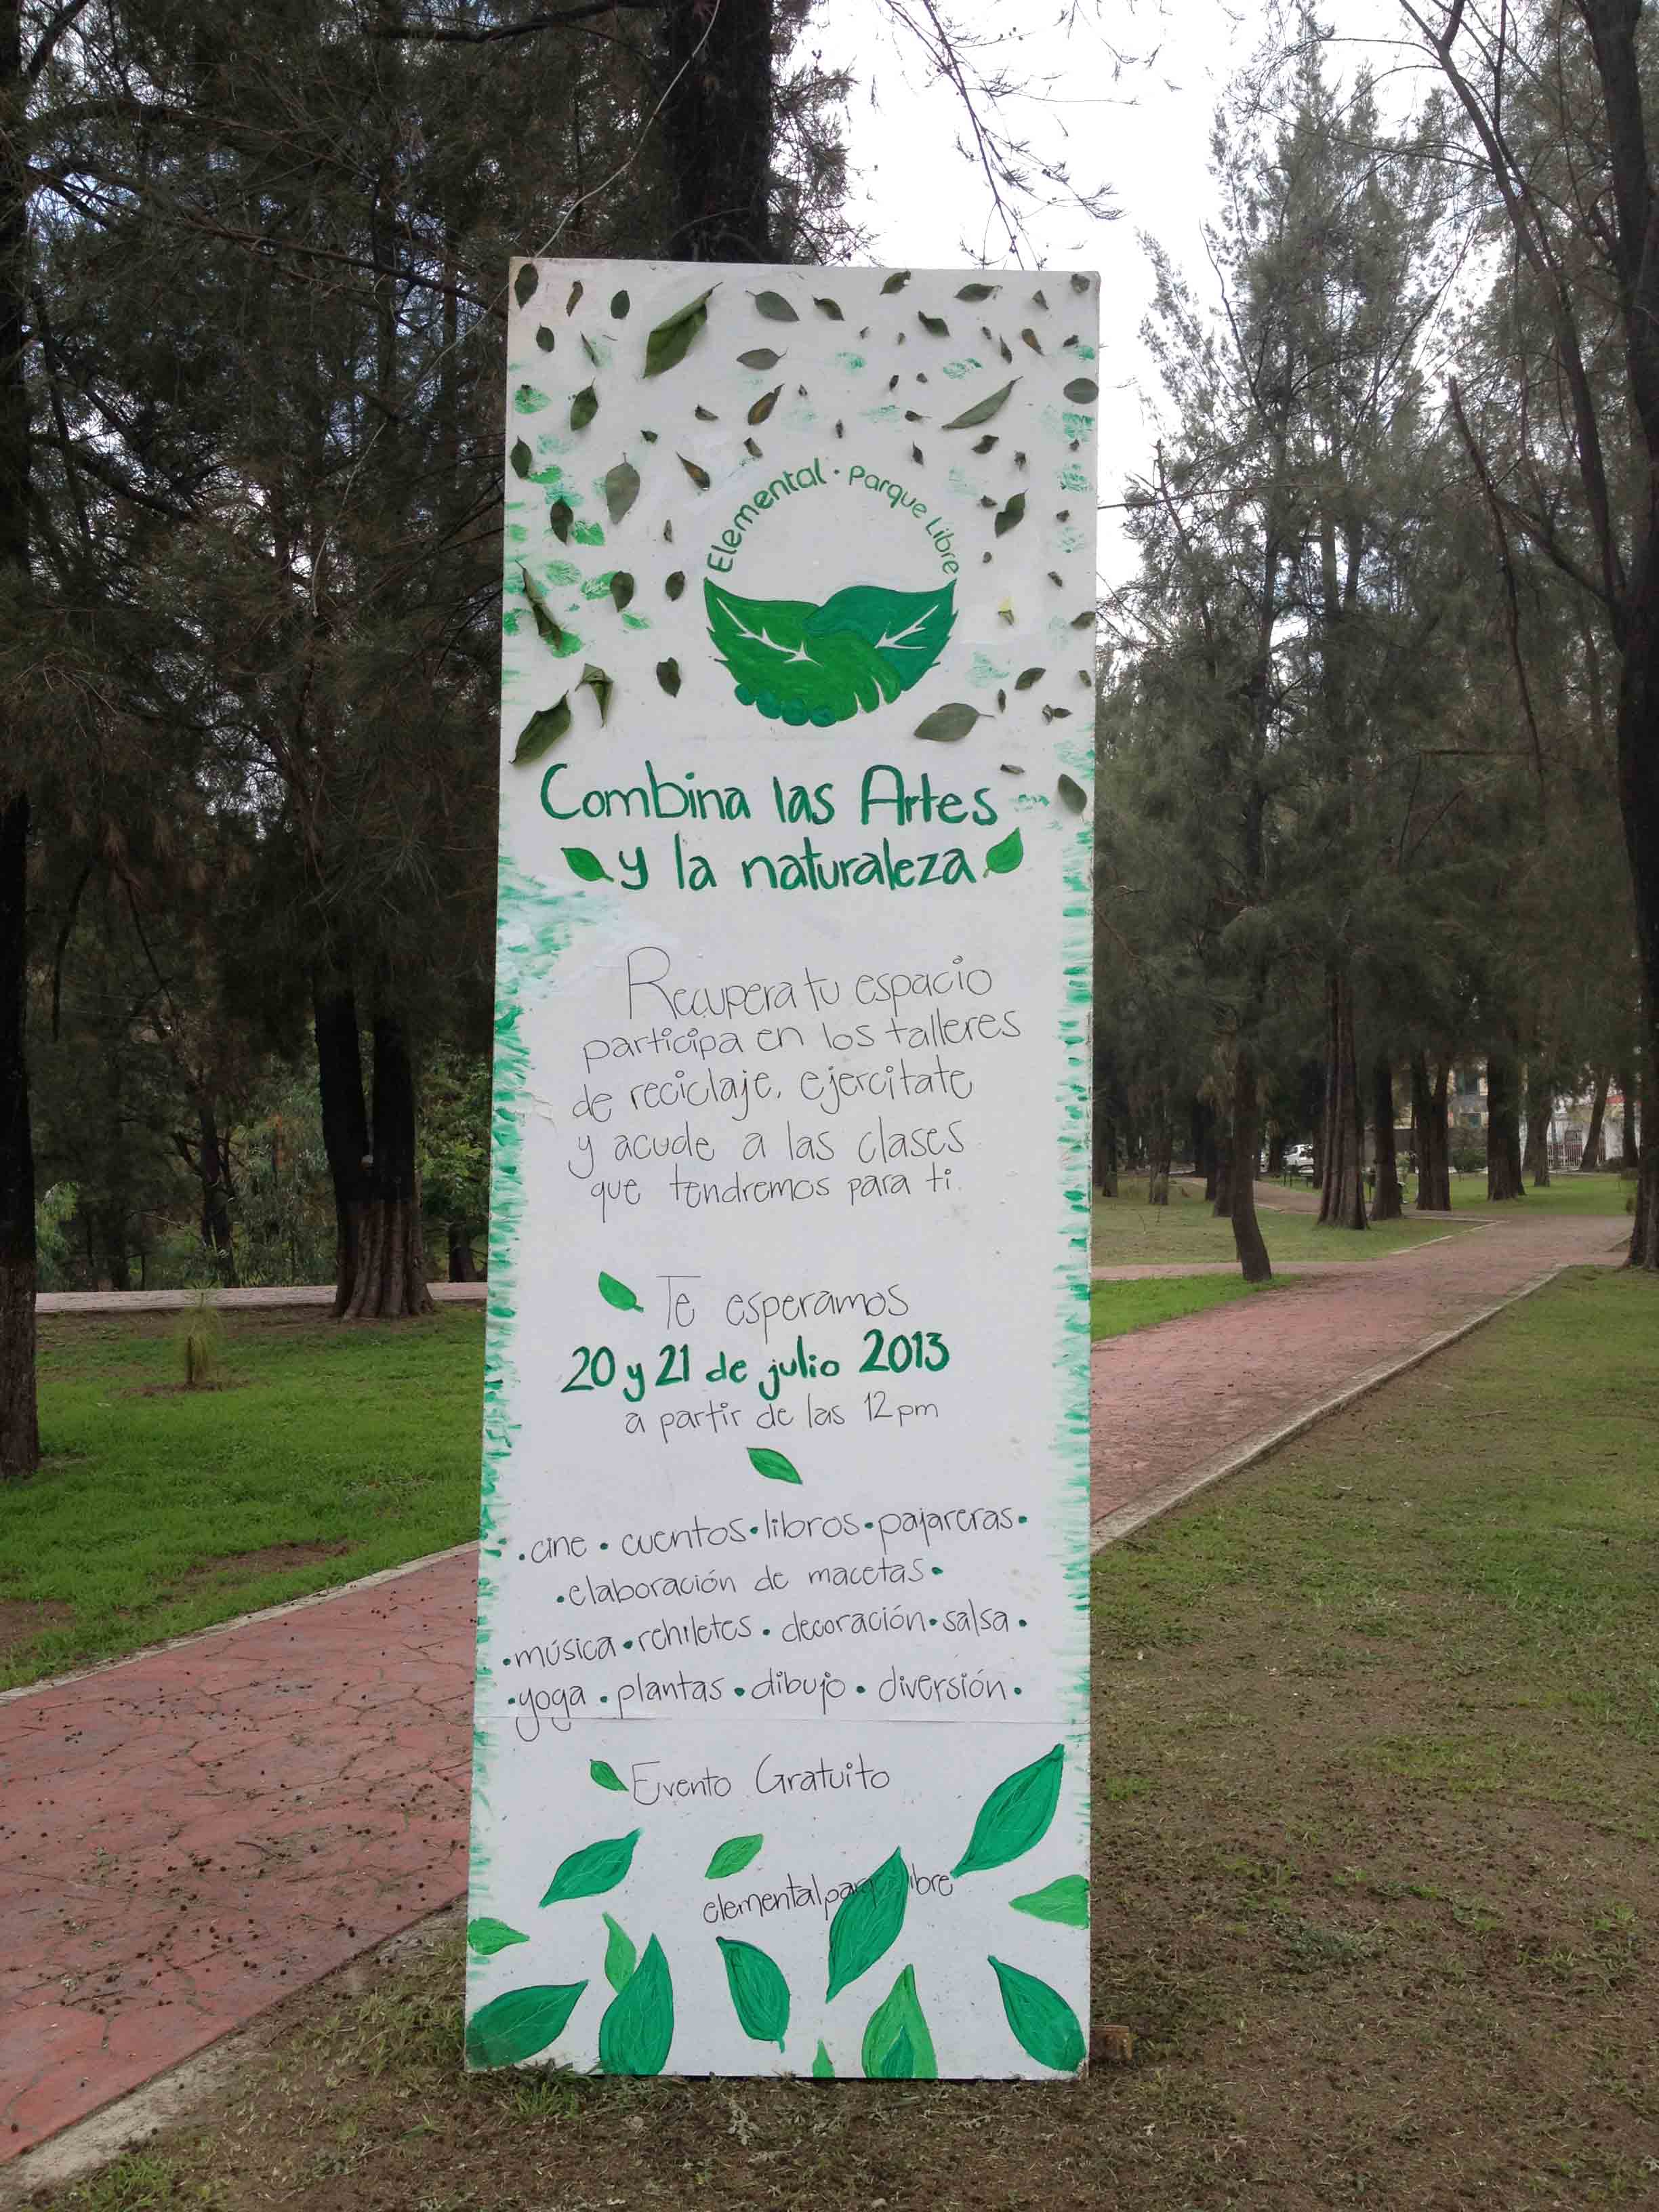 Elemental · Parque Libre
Combina las Artes
y la naturaleza
Recupera tu espacio
participa en los talleres
de reciclaje, ejercitate
y acude a las clases
que tendremos para ti.
Te esperamos
20 y 21 de julio 2013
a partir de las 12 pm
• cine • cuentos • libros • pajareras •
• elaboración de macetas •
• música • rehiletes • decoración • salsa •
• yoga • plantas • dibujo • diversión •
Evento Gratuito